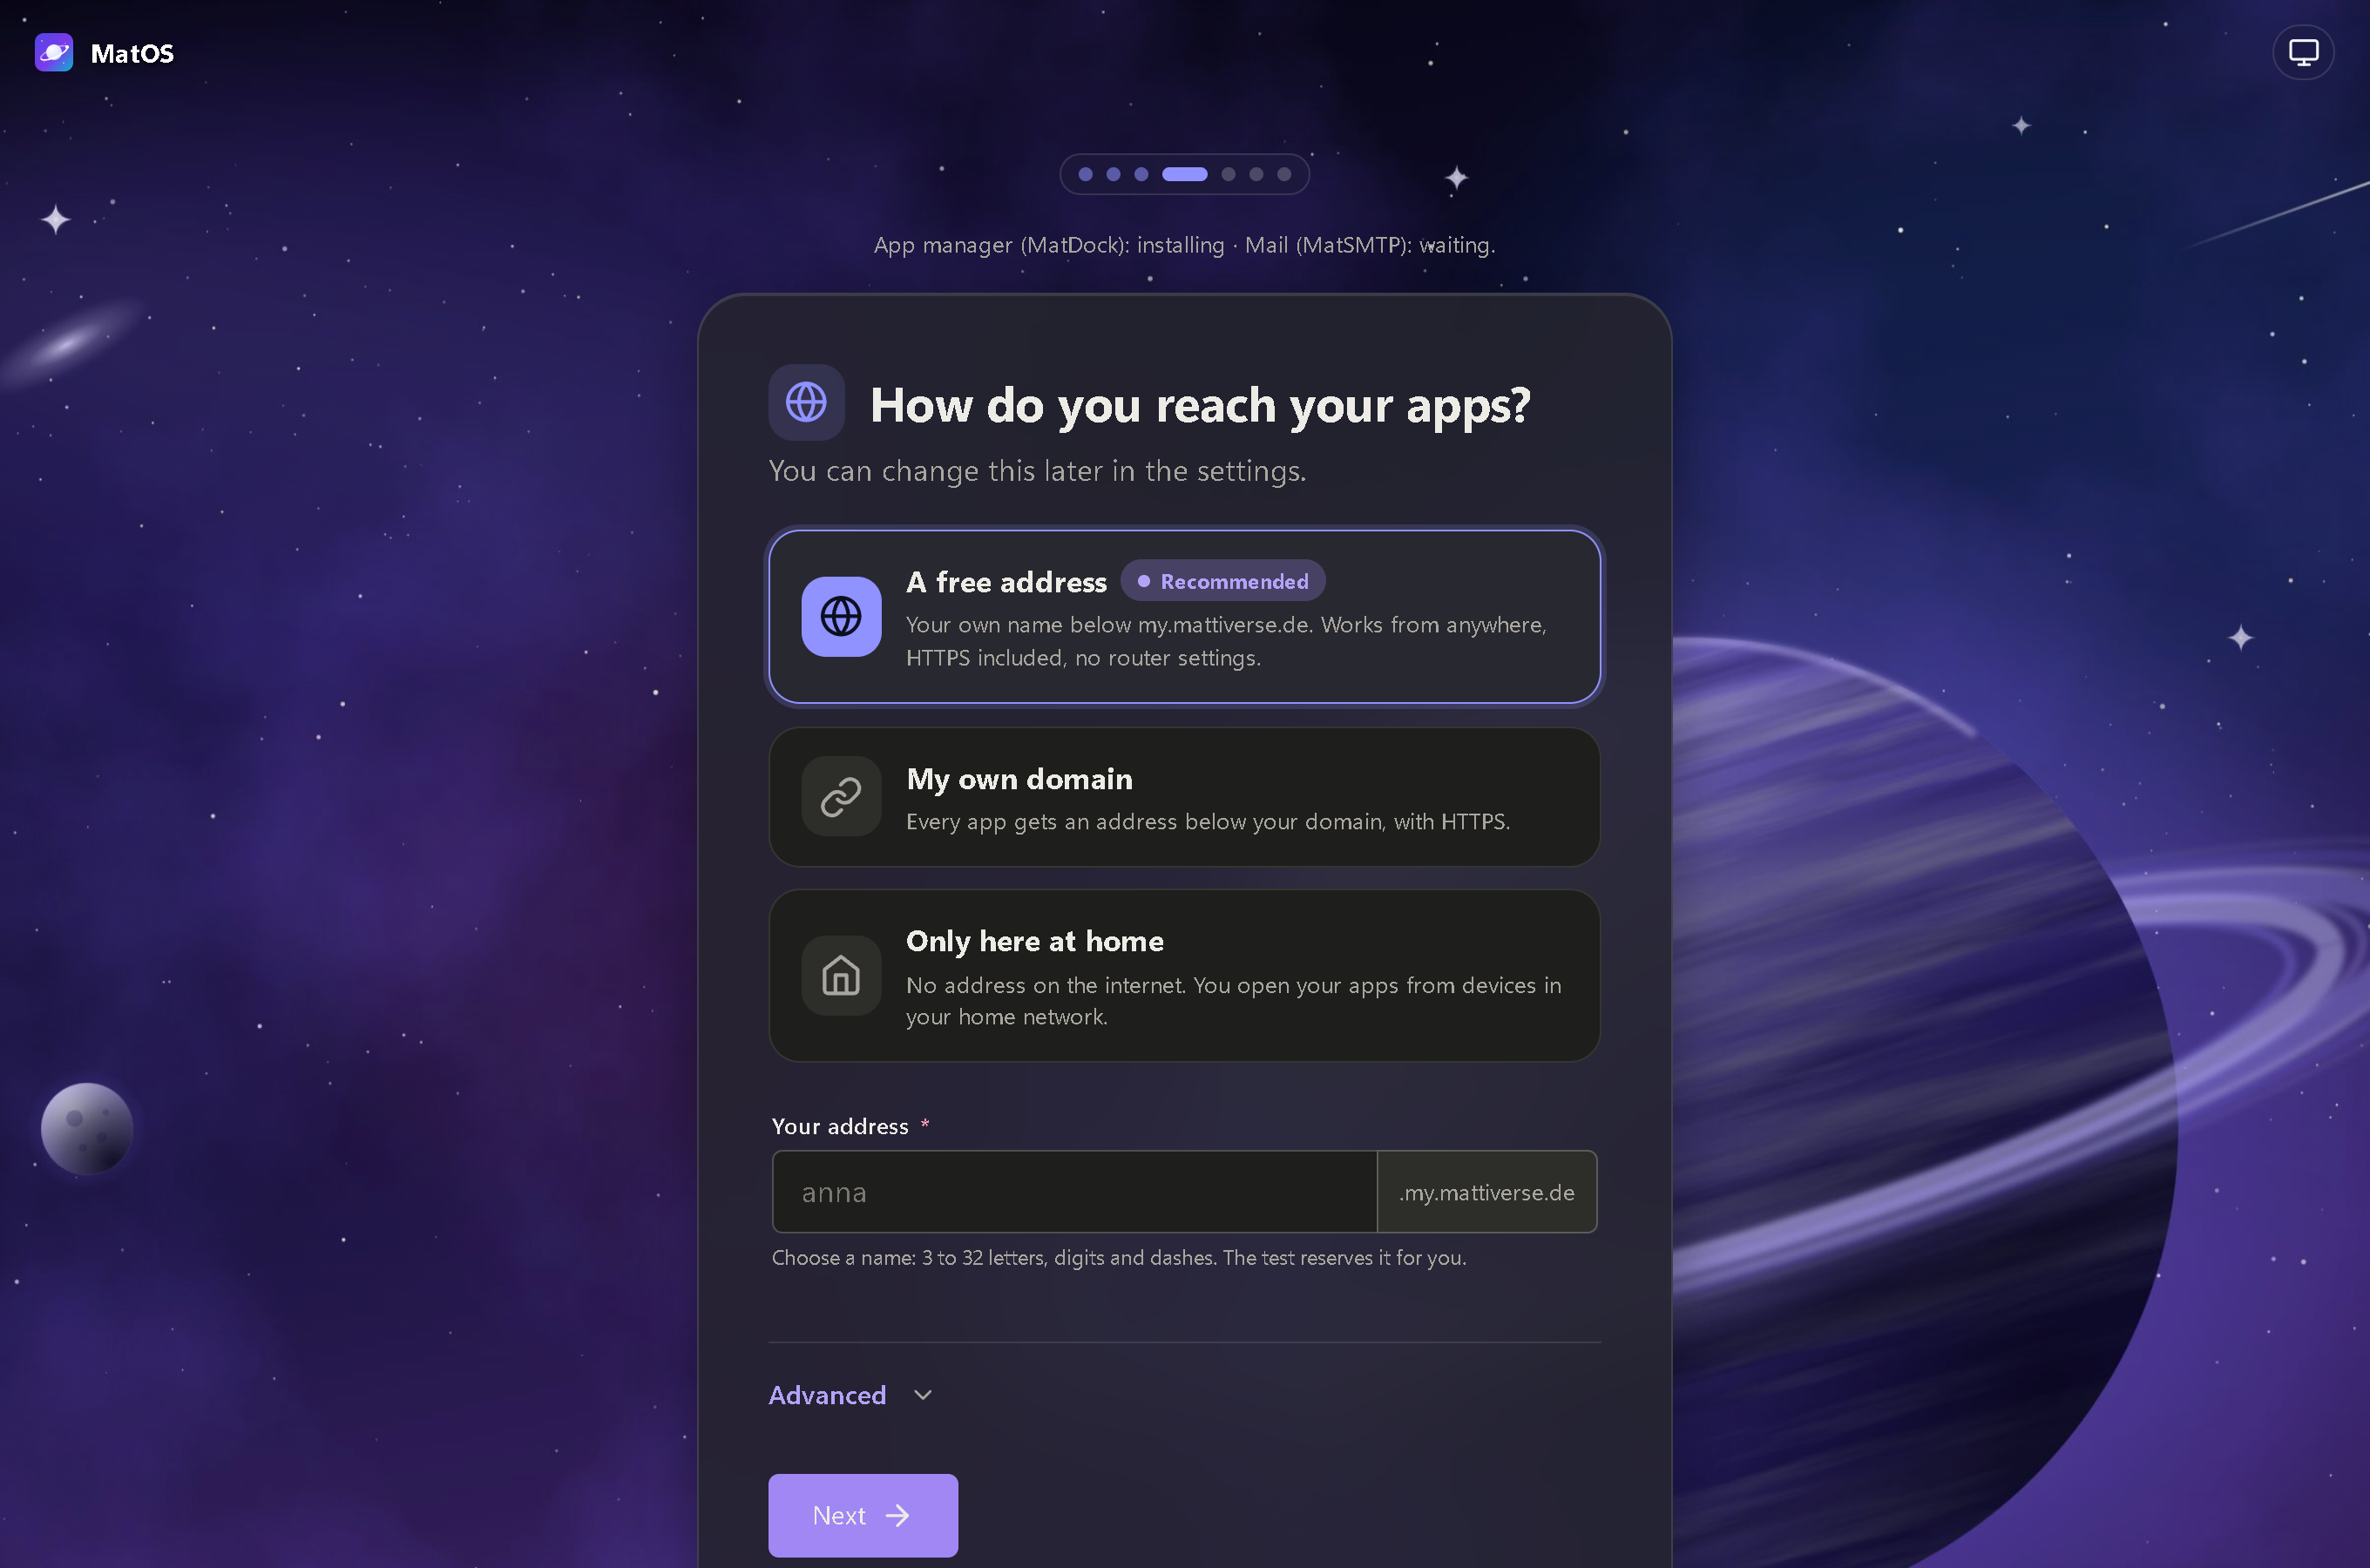 MatOS
App manager (MatDock): installing · Mail (MatSMTP): waiting.
How do you reach your apps?
You can change this later in the settings.
A free address
Recommended
Your own name below my.mattiverse.de. Works from anywhere,
HTTPS included, no router settings.
My own domain
Every app gets an address below your domain, with HTTPS.
Only here at home
No address on the internet. You open your apps from devices in
your home network.
Your address *
anna
.my.mattiverse.de
Choose a name: 3 to 32 letters, digits and dashes. The test reserves it for you.
Advanced
Next